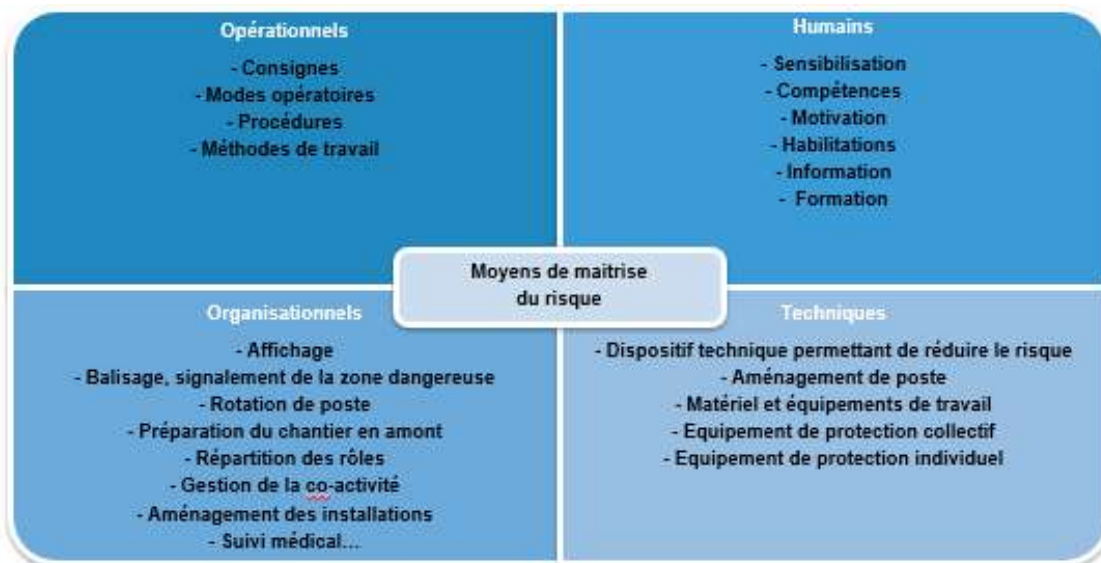 Opérationnels
- Consignes
- Modes opératoires
- Procédures
- Méthodes de travail
Humains
- Sensibilisation
- Compétences
- Motivation
- Habilitations
- Information
- Formation
Moyens de maitrise
du risque
Organisationnels
- Affichage
- Balisage, signalement de la zone dangereuse
- Rotation de poste
- Préparation du chantier en amont
- Répartition des rôles
- Gestion de la co-activité
- Aménagement des installations
- Suivi médical...
Techniques
- Dispositif technique permettant de réduire le risque
- Aménagement de poste
- Matériel et équipements de travail
- Equipement de protection collectif
- Equipement de protection individuel